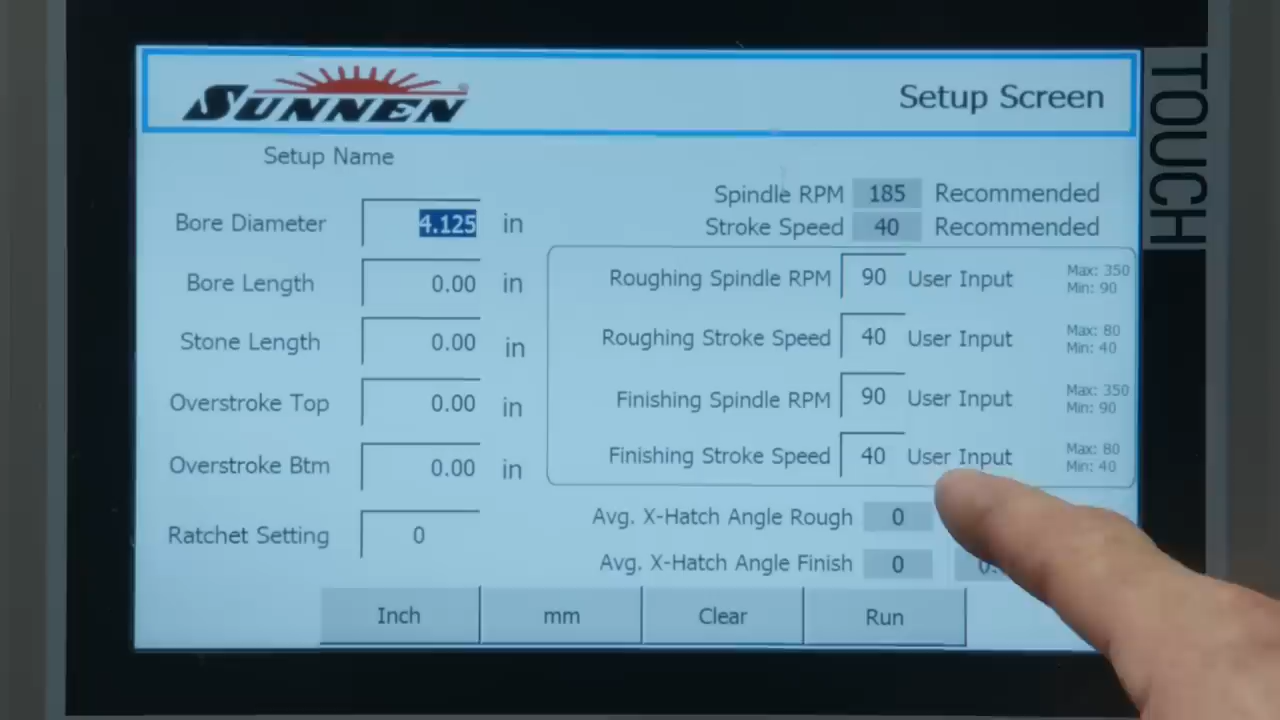 SUNNEN
Setup Screen
TOUCH
Setup Name
Bore Diameter 4.125 in
Bore Length 0.00 in
Stone Length 0.00 in
Overstroke Top 0.00 in
Overstroke Btm 0.00 in
Ratchet Setting 0
Spindle RPM 185 Recommended
Stroke Speed 40 Recommended
Roughing Spindle RPM 90 User Input Max: 350 Min: 90
Roughing Stroke Speed 40 User Input Max: 80 Min: 40
Finishing Spindle RPM 90 User Input Max: 350 Min: 90
Finishing Stroke Speed 40 User Input Max: 80 Min: 40
Avg. X-Hatch Angle Rough 0
Avg. X-Hatch Angle Finish 0
Inch mm Clear Run